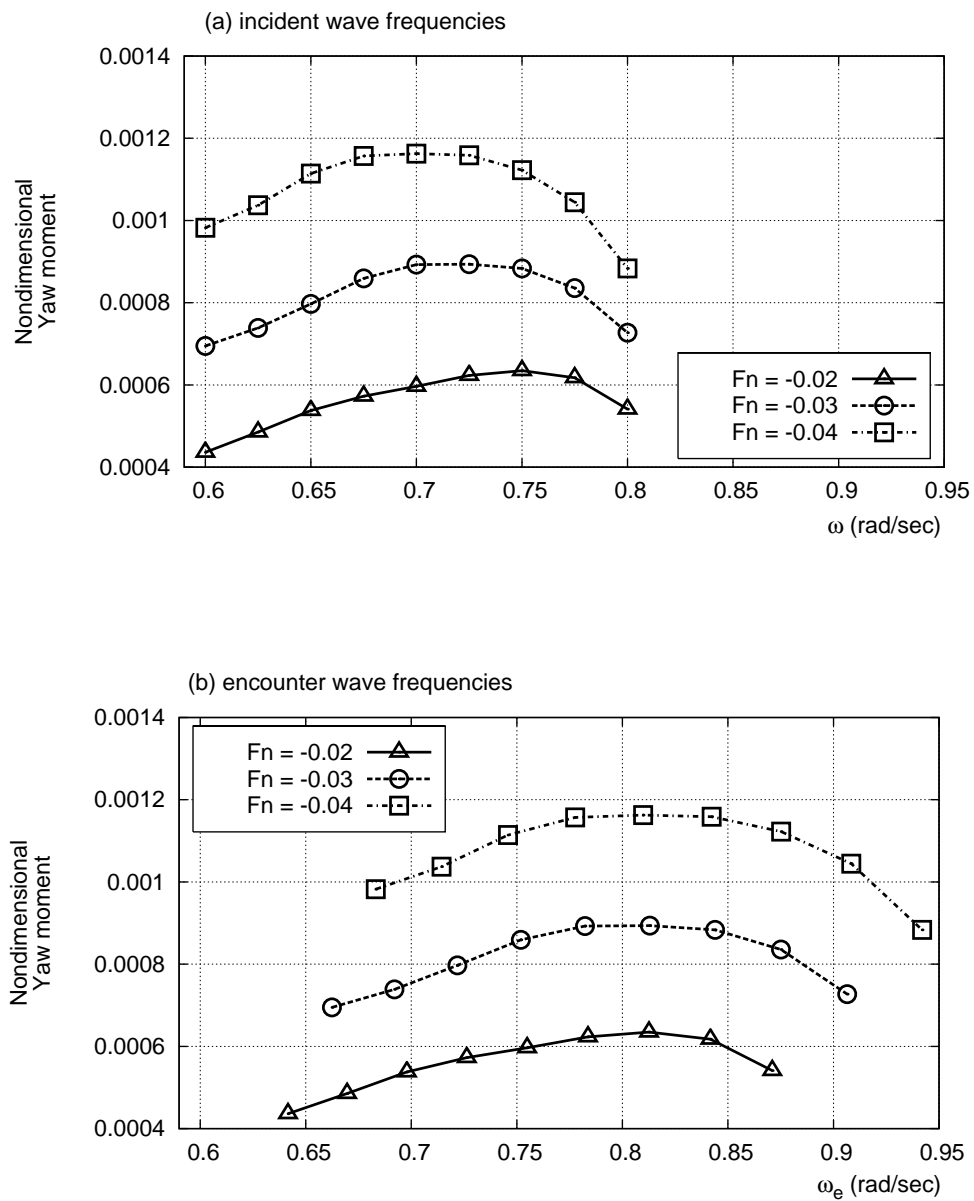 (a) incident wave frequencies
0.0014
0.0012
0.001
0.0008
0.0006
0.0004
Nondimensional
Yaw moment
Fn = -0.02
Fn = -0.03
Fn = -0.04
0.6 0.65 0.7 0.75 0.8 0.85 0.9 0.95
ω (rad/sec)
(b) encounter wave frequencies
0.0014
0.0012
0.001
0.0008
0.0006
0.0004
Nondimensional
Yaw moment
Fn = -0.02
Fn = -0.03
Fn = -0.04
0.6 0.65 0.7 0.75 0.8 0.85 0.9 0.95
ωe (rad/sec)